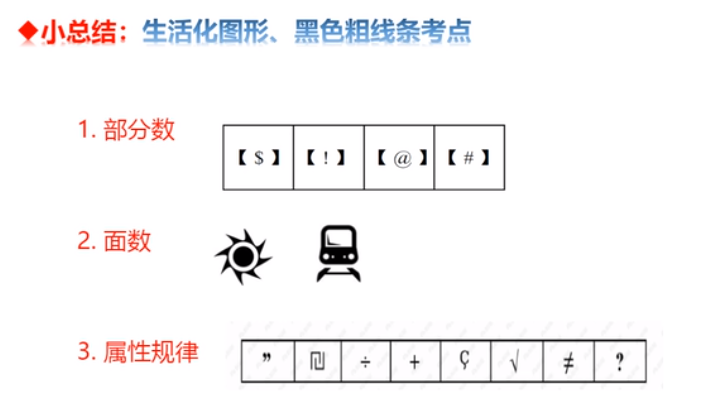 ◆小总结：生活化图形、黑色粗线条考点
1. 部分数
【 $ 】 【 ! 】 【 @ 】 【 # 】
2. 面数
3. 属性规律
” ₪ ÷ + ç √ ≠ ?